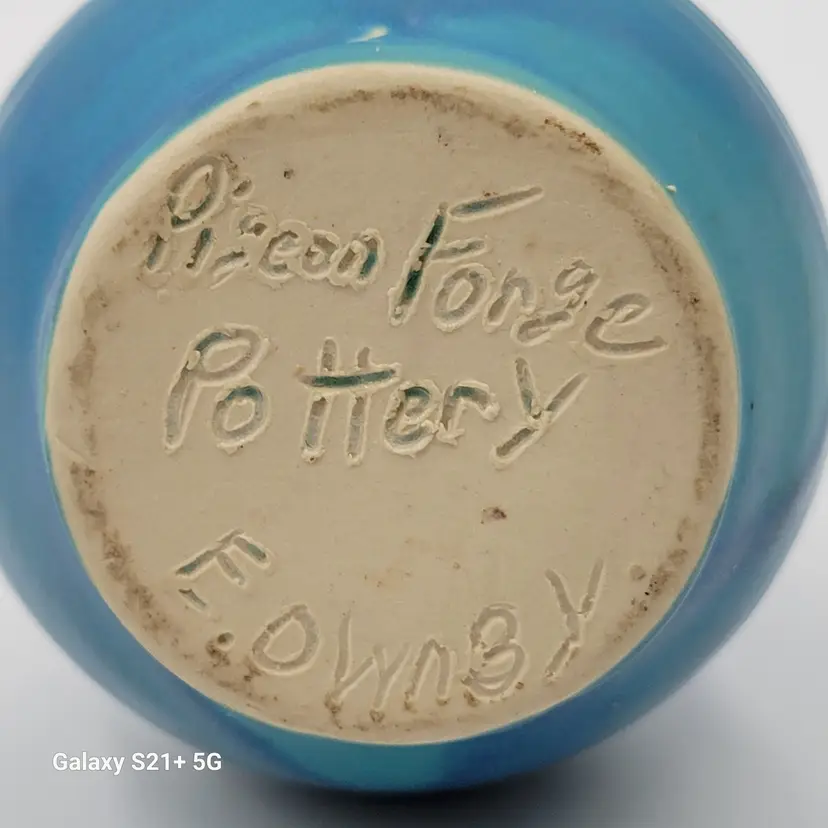 Pigeon Forge
Pottery
E. OWNBY
Galaxy S21+ 5G